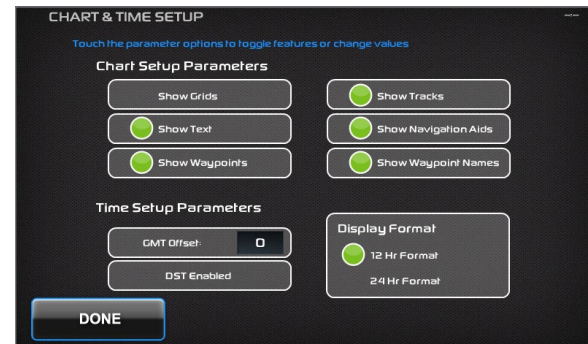 CHART & TIME SETUP
Touch the parameter options to toggle features or change values
Chart Setup Parameters
Show Grids
Show Tracks
Show Text
Show Navigation Aids
Show Waypoints
Show Waypoint Names
Time Setup Parameters
GMT Offset: 0
DST Enabled
Display Format
12 Hr Format
24 Hr Format
DONE